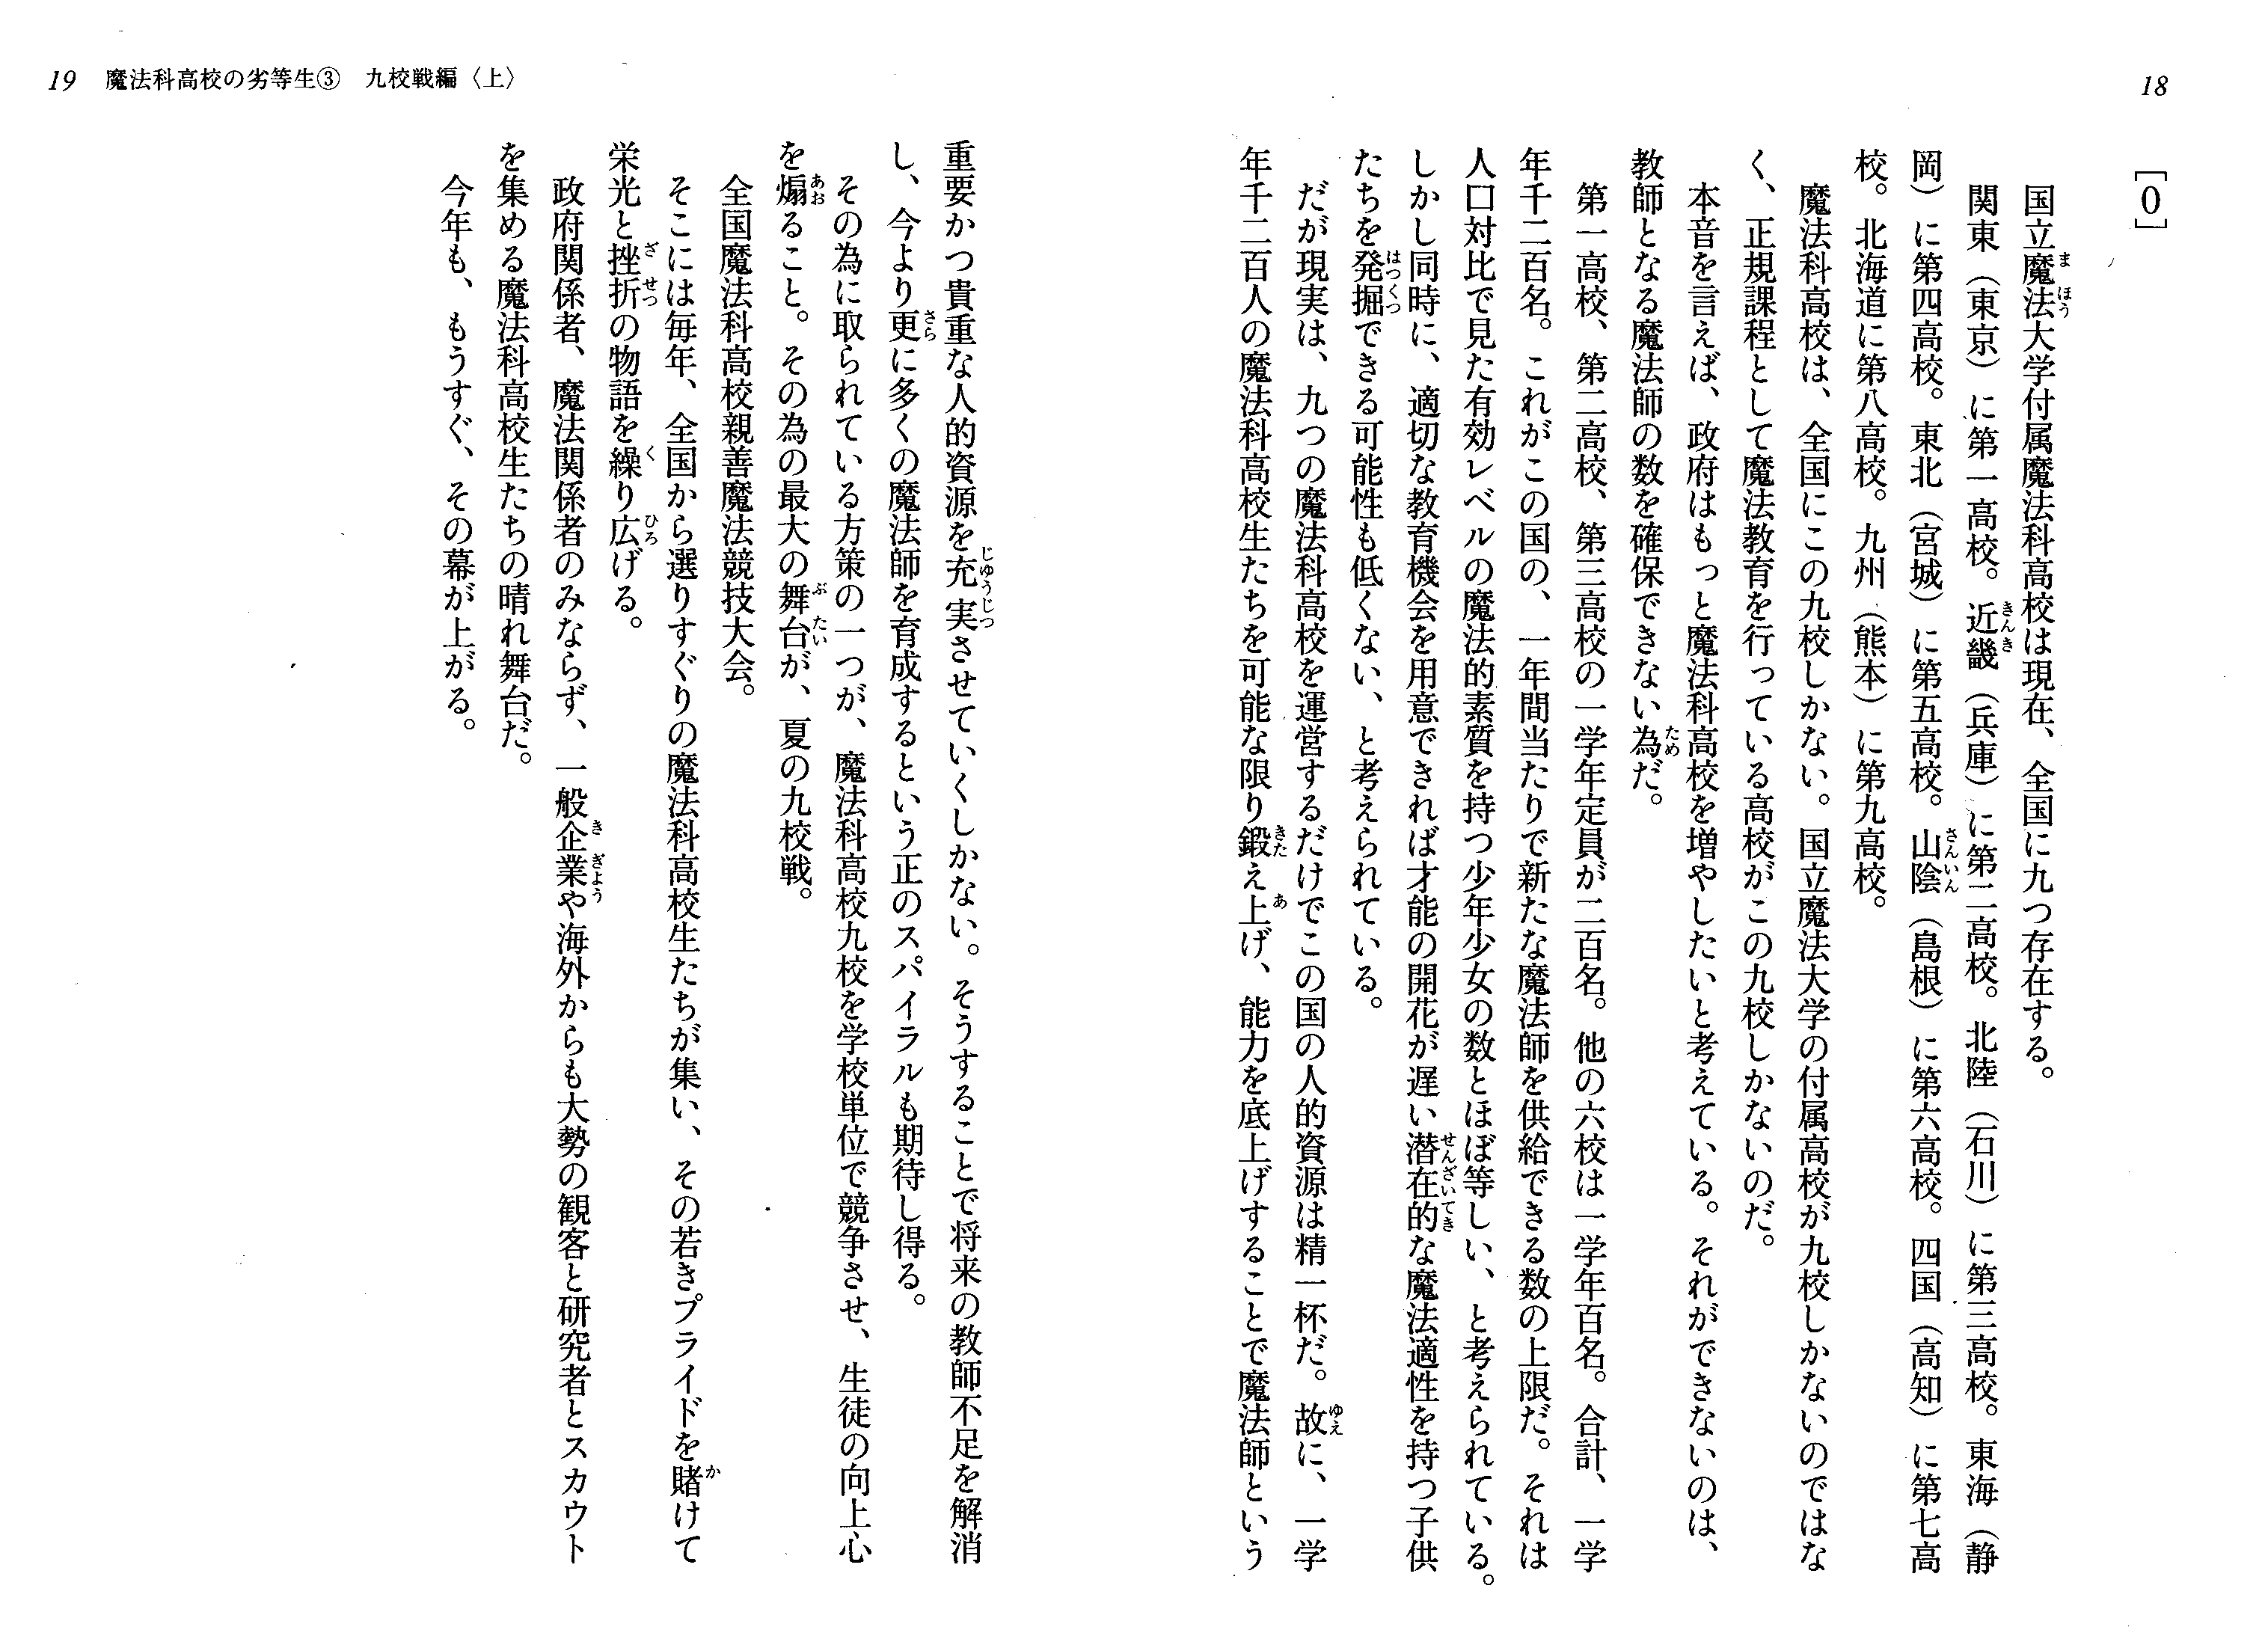 18
[0]
国立魔法大学付属魔法科高校は現在、全国に九つ存在する。
関東（東京）に第一高校。近畿（兵庫）に第二高校。北陸（石川）に第三高校。東海（静
岡）に第四高校。東北（宮城）に第五高校。山陰（島根）に第六高校。四国（高知）に第七高
校。北海道に第八高校。九州（熊本）に第九高校。
魔法科高校は、全国にこの九校しかない。国立魔法大学の付属高校が九校しかないのではな
く、正規課程として魔法教育を行っている高校がこの九校しかないのだ。
本音を言えば、政府はもっと魔法科高校を増やしたいと考えている。それができないのは、
教師となる魔法師の数を確保できない為だ。
第一高校、第二高校、第三高校の一学年定員が二百名。他の六校は一学年百名。合計、一学
年千二百名。これがこの国の、一年間当たりで新たな魔法師を供給できる数の上限だ。それは
人口対比で見た有効レベルの魔法的素質を持つ少年少女の数とほぼ等しい、と考えられている。
しかし同時に、適切な教育機会を用意できれば才能の開花が遅い潜在的な魔法適性を持つ子供
たちを発掘できる可能性も低くない、と考えられている。
だが現実は、九つの魔法科高校を運営するだけでこの国の人的資源は精一杯だ。故に、一学
年千二百人の魔法科高校生たちを可能な限り鍛え上げ、能力を底上げすることで魔法師という
19 魔法科高校の劣等生③ 九校戦編〈上〉
重要かつ貴重な人的資源を充実させていくしかない。そうすることで将来の教師不足を解消
し、今より更に多くの魔法師を育成するという正のスパイラルも期待し得る。
その為に取られている方策の一つが、魔法科高校九校を学校単位で競争させ、生徒の向上心
を煽ること。その為の最大の舞台が、夏の九校戦。
全国魔法科高校親善魔法競技大会。
そこには毎年、全国から選りすぐりの魔法科高校生たちが集い、その若きプライドを賭けて
栄光と挫折の物語を繰り広げる。
政府関係者、魔法関係者のみならず、一般企業や海外からも大勢の観客と研究者とスカウト
を集める魔法科高校生たちの晴れ舞台だ。
今年も、もうすぐ、その幕が上がる。